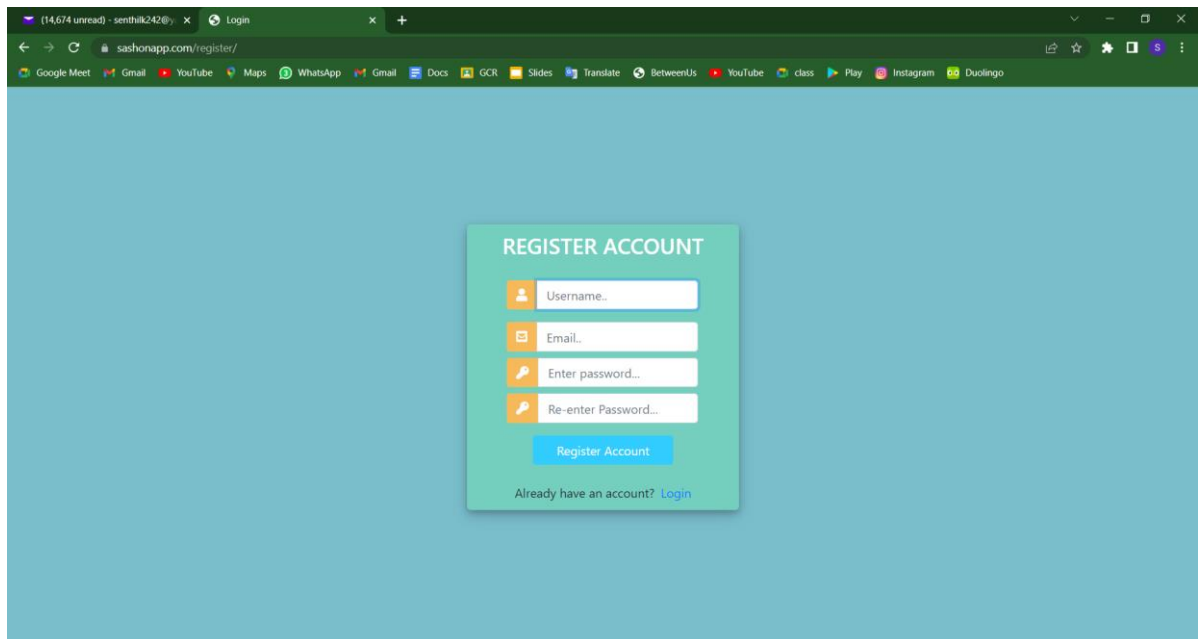 (14,674 unread) - senthilk242@y
Login
sashonapp.com/register/
S
Google Meet Gmail YouTube Maps WhatsApp Gmail Docs GCR Slides Translate BetweenUs YouTube class Play Instagram Duolingo
REGISTER ACCOUNT
Username..
Email..
Enter password...
Re-enter Password...
Register Account
Already have an account? Login